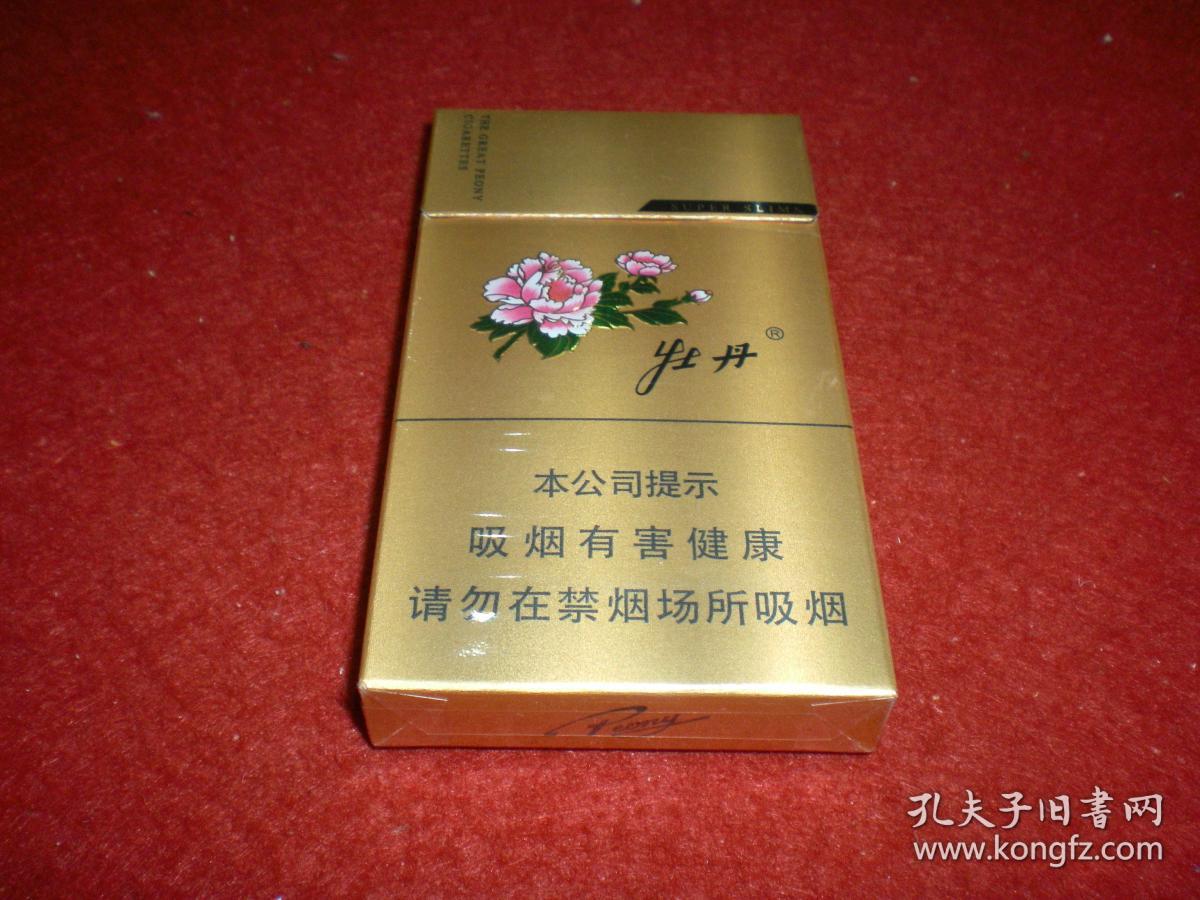 THE GREAT PEONY
CIGARETTES
SUPER SLIMS
牡丹®
本公司提示
吸烟有害健康
请勿在禁烟场所吸烟
Peony
孔夫子旧書网
www.kongfz.com